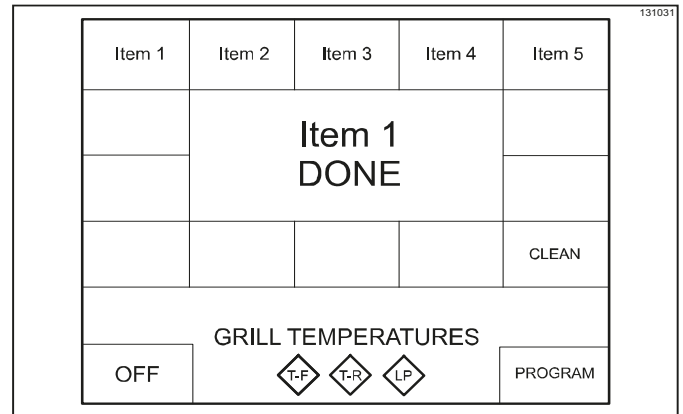 131031
Item 1 Item 2 Item 3 Item 4 Item 5
Item 1
DONE
CLEAN
GRILL TEMPERATURES
OFF T-F T-R LP PROGRAM